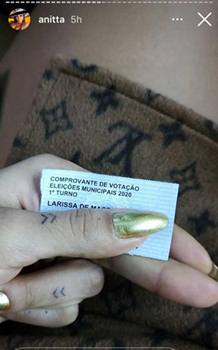 anitta 5h
COMPROVANTE DE VOTAÇÃO
ELEIÇÕES MUNICIPAIS 2020
1º TURNO
LARISSA DE